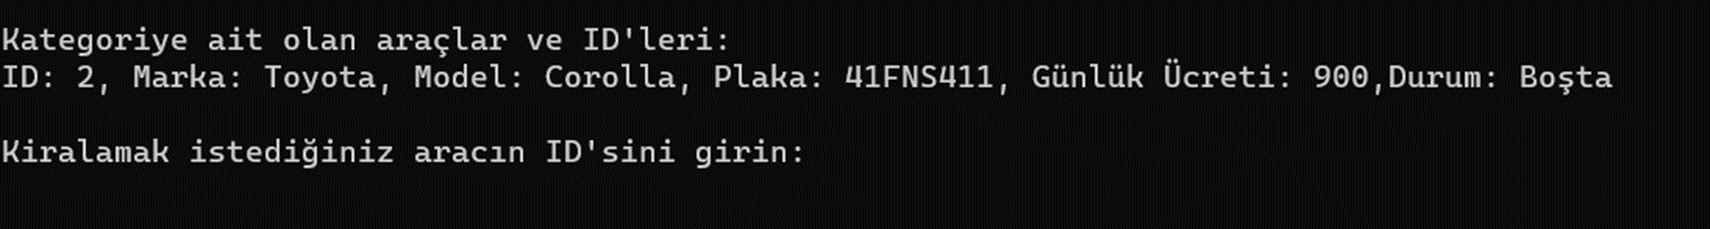 Kategoriye ait olan araçlar ve ID'leri:
ID: 2, Marka: Toyota, Model: Corolla, Plaka: 41FNS411, Günlük Ücreti: 900,Durum: Boşta
Kiralamak istediğiniz aracın ID'sini girin: